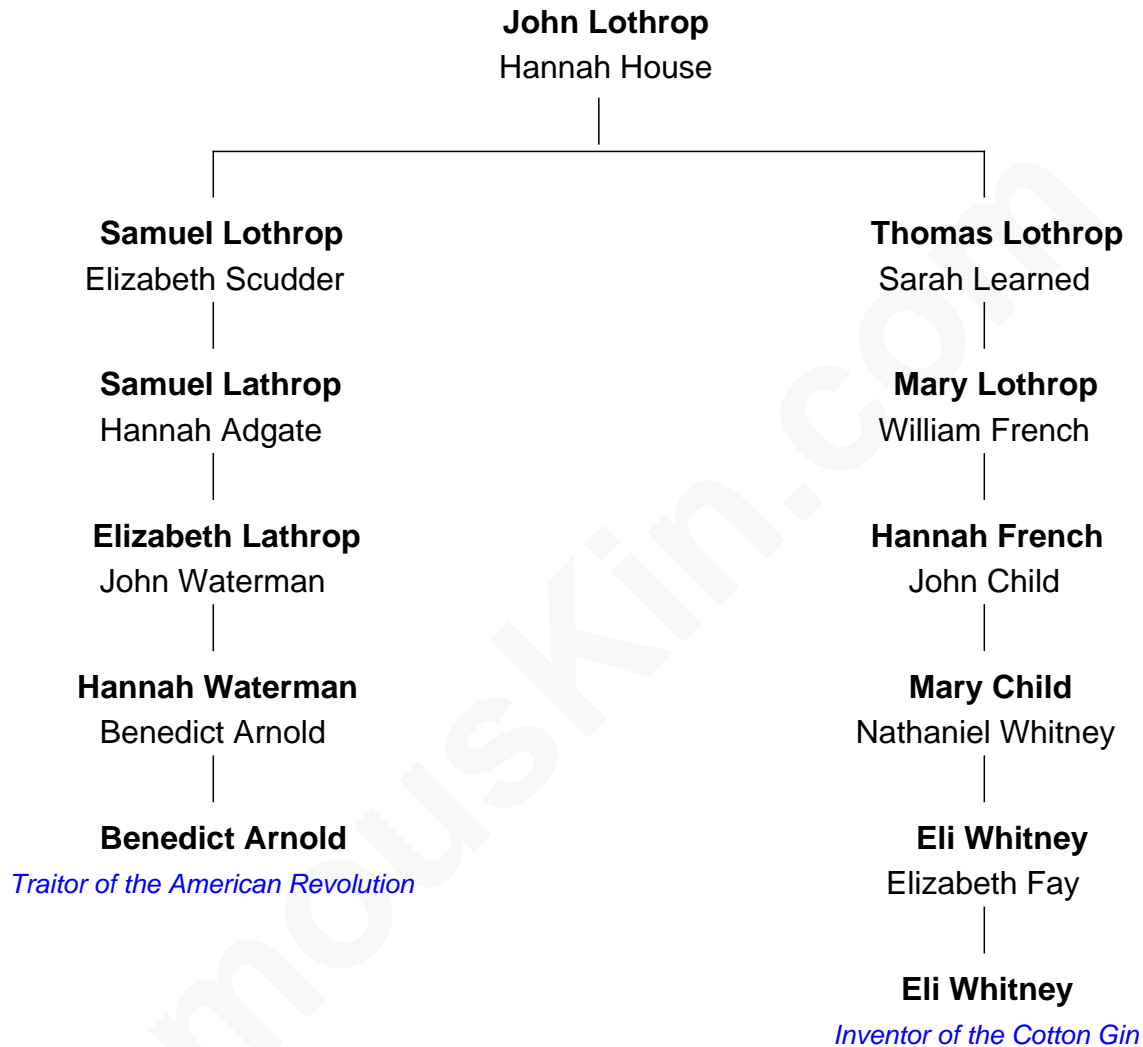 John Lothrop
Hannah House
Samuel Lothrop
Elizabeth Scudder
Thomas Lothrop
Sarah Learned
Samuel Lathrop
Hannah Adgate
Mary Lothrop
William French
Elizabeth Lathrop
John Waterman
Hannah French
John Child
Hannah Waterman
Benedict Arnold
Mary Child
Nathaniel Whitney
Benedict Arnold
Traitor of the American Revolution
Eli Whitney
Elizabeth Fay
Eli Whitney
Inventor of the Cotton Gin
mousKin.com